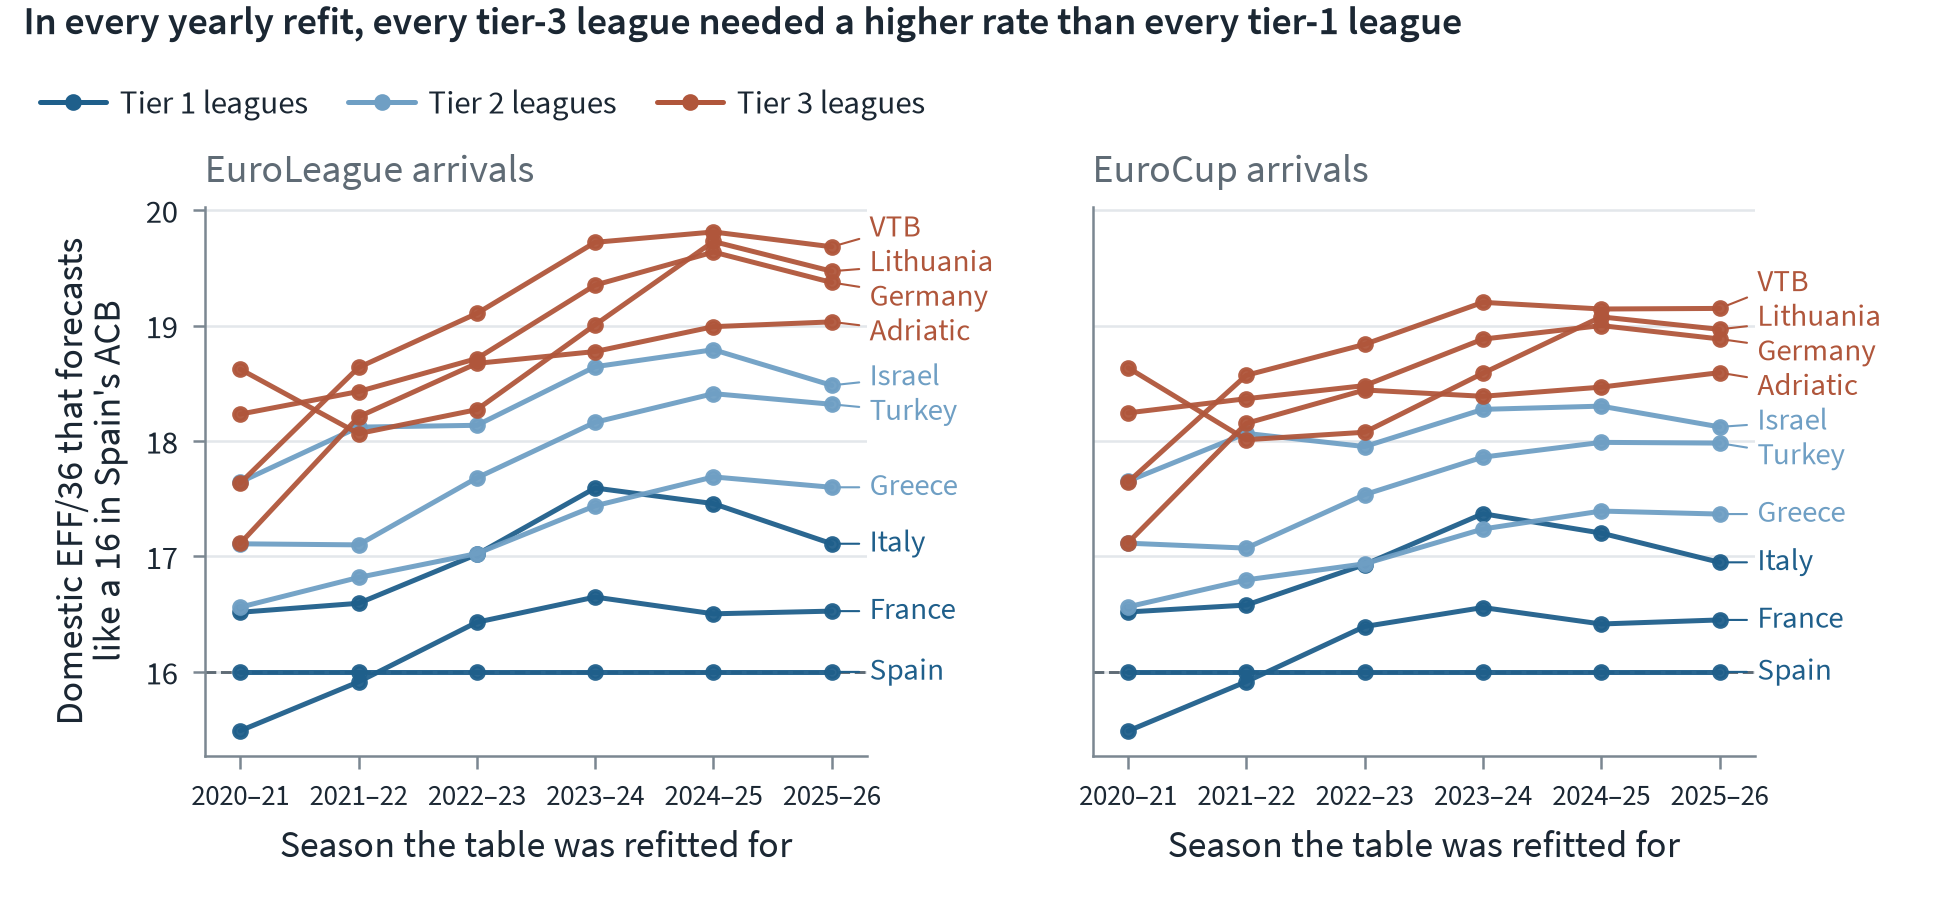 In every yearly refit, every tier-3 league needed a higher rate than every tier-1 league
Tier 1 leagues
Tier 2 leagues
Tier 3 leagues
EuroLeague arrivals
Domestic EFF/36 that forecasts
like a 16 in Spain's ACB
20
19
18
17
16
VTB
Lithuania
Germany
Adriatic
Israel
Turkey
Greece
Italy
France
Spain
2020–21
2021–22
2022–23
2023–24
2024–25
2025–26
Season the table was refitted for
EuroCup arrivals
VTB
Lithuania
Germany
Adriatic
Israel
Turkey
Greece
Italy
France
Spain
2020–21
2021–22
2022–23
2023–24
2024–25
2025–26
Season the table was refitted for